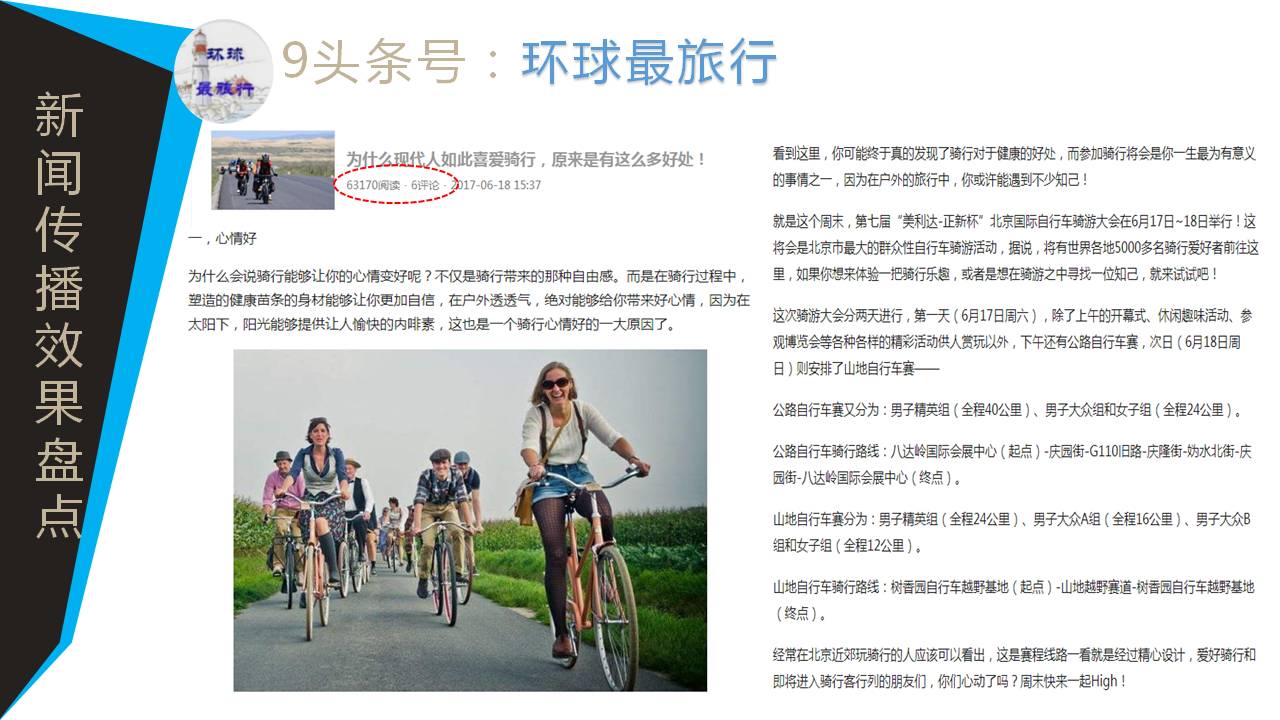 新闻传播效果盘点
环球
最旅行
9头条号：环球最旅行
为什么现代人如此喜爱骑行，原来是有这么多好处！
63170阅读 · 6评论 · 2017-06-18 15:37
一，心情好
为什么会说骑行能够让你的心情变好呢？不仅是骑行带来的那种自由感。而是在骑行过程中，
塑造的健康苗条的身材能够让你更加自信，在户外透透气，绝对能够给你带来好心情，因为在
太阳下，阳光能够提供让人愉快的内啡素，这也是一个骑行心情好的一大原因了。
看到这里，你可能终于真的发现了骑行对于健康的好处，而参加骑行将会是你一生最为有意义
的事情之一，因为在户外的旅行中，你或许能遇到不少知己！
就是这个周末，第七届“美利达-正新杯”北京国际自行车骑游大会在6月17日~18日举行！这
将会是北京市最大的群众性自行车骑游活动，据说，将有世界各地5000多名骑行爱好者前往这
里，如果你想来体验一把骑行乐趣，或者是想在骑游之中寻找一位知己，就来试试吧！
这次骑游大会分两天进行，第一天（6月17日周六），除了上午的开幕式、休闲趣味活动、参
观博览会等各种各样的精彩活动供人赏玩以外，下午还有公路自行车赛，次日（6月18日周
日）则安排了山地自行车赛——
公路自行车赛又分为：男子精英组（全程40公里）、男子大众组和女子组（全程24公里）。
公路自行车骑行路线：八达岭国际会展中心（起点）-庆园街-G110旧路-庆隆街-妫水北街-庆
园街-八达岭国际会展中心（终点）。
山地自行车赛分为：男子精英组（全程24公里）、男子大众A组（全程16公里）、男子大众B
组和女子组（全程12公里）。
山地自行车骑行路线：树香园自行车越野基地（起点）-山地越野赛道-树香园自行车越野基地
（终点）。
经常在北京近郊玩骑行的人应该可以看出，这是赛程线路一看就是经过精心设计，爱好骑行和
即将进入骑行客行列的朋友们，你们心动了吗？周末快来一起High！